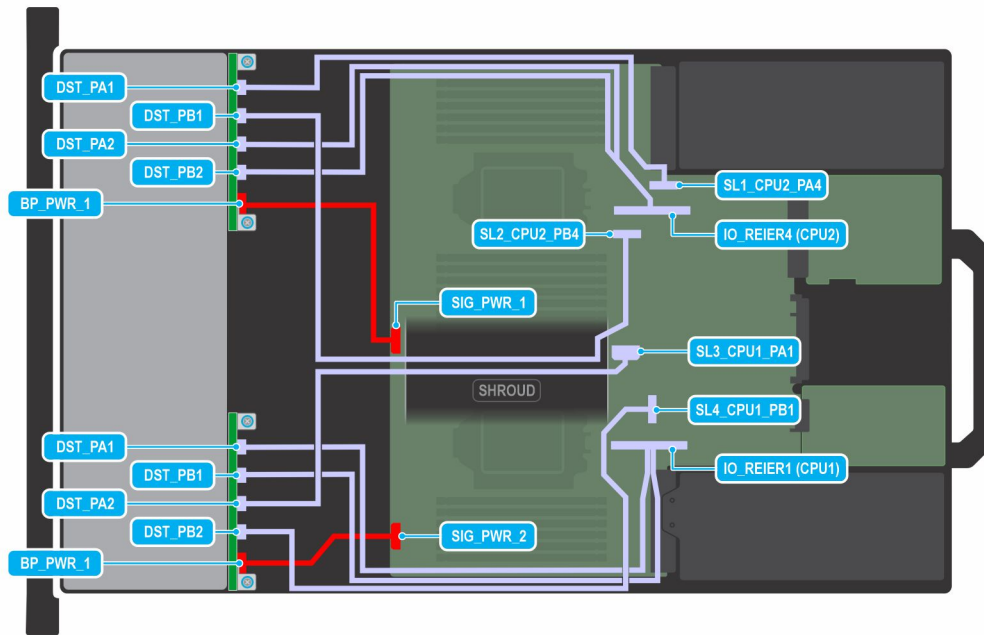 DST_PA1
DST_PB1
DST_PA2
DST_PB2
BP_PWR_1
SL1_CPU2_PA4
SL2_CPU2_PB4
IO_REIER4 (CPU2)
SIG_PWR_1
SL3_CPU1_PA1
SHROUD
SL4_CPU1_PB1
DST_PA1
DST_PB1
IO_REIER1 (CPU1)
DST_PA2
DST_PB2
SIG_PWR_2
BP_PWR_1